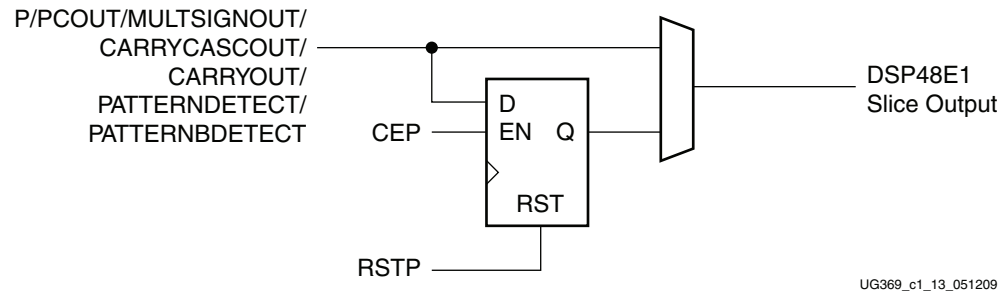 P/PCOUT/MULTSIGNOUT/
CARRYCASCOUT/
CARRYOUT/
PATTERNDETECT/
PATTERNBDETECT
DSP48E1
Slice Output
D
CEP
EN Q
RST
RSTP
UG369_c1_13_051209